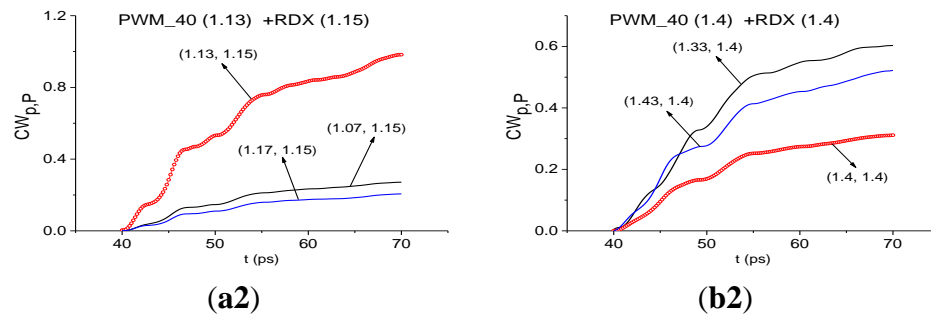 PWM_40 (1.13) +RDX (1.15)
1.2
0.8
0.4
0.0
CW_{p,P}
(1.13, 1.15)
(1.07, 1.15)
(1.17, 1.15)
40
50
60
70
t (ps)
(a2)
PWM_40 (1.4) +RDX (1.4)
0.6
0.4
0.2
0.0
CW_{p,P}
(1.33, 1.4)
(1.43, 1.4)
(1.4, 1.4)
40
50
60
70
t (ps)
(b2)